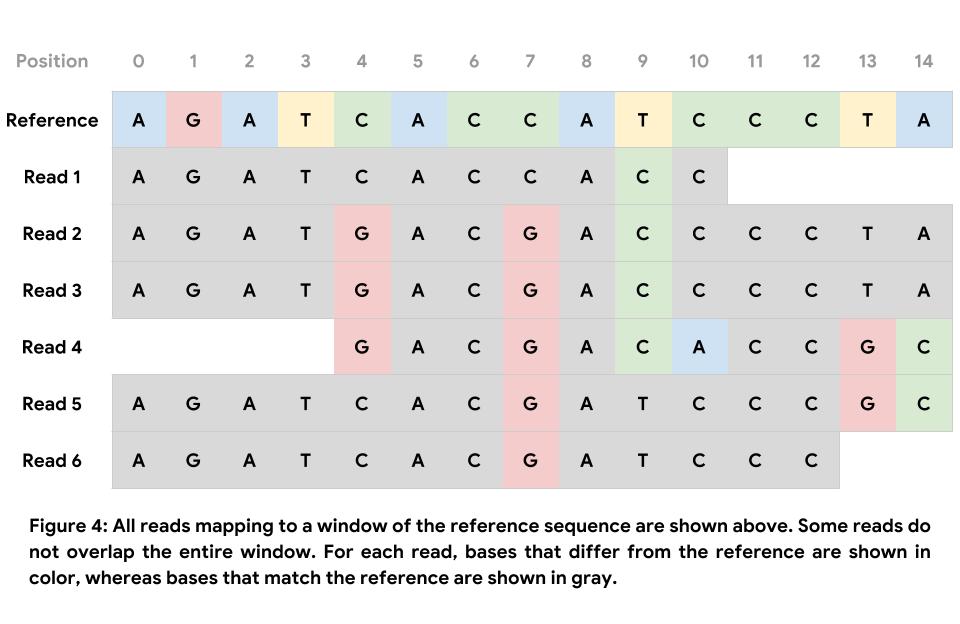 Position 0 1 2 3 4 5 6 7 8 9 10 11 12 13 14
Reference A G A T C A C C A T C C C T A
Read 1 A G A T C A C C A C C
Read 2 A G A T G A C G A C C C C T A
Read 3 A G A T G A C G A C C C C T A
Read 4 G A C G A C A C C G C
Read 5 A G A T C A C G A T C C C G C
Read 6 A G A T C A C G A T C C C
Figure 4: All reads mapping to a window of the reference sequence are shown above. Some reads do
not overlap the entire window. For each read, bases that differ from the reference are shown in
color, whereas bases that match the reference are shown in gray.